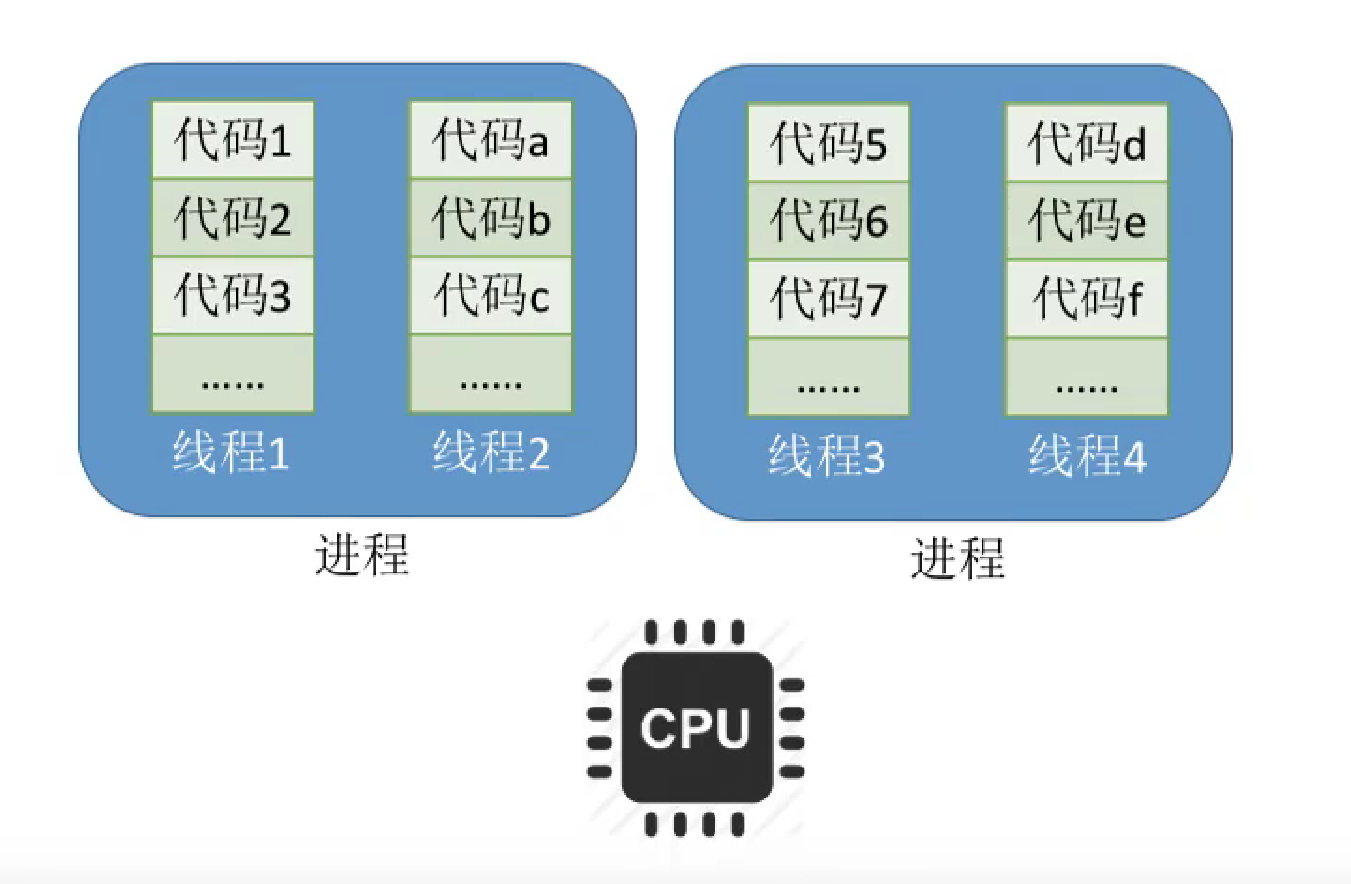 代码1
代码2
代码3
……
线程1
代码a
代码b
代码c
……
线程2
进程
代码5
代码6
代码7
……
线程3
代码d
代码e
代码f
……
线程4
进程
CPU